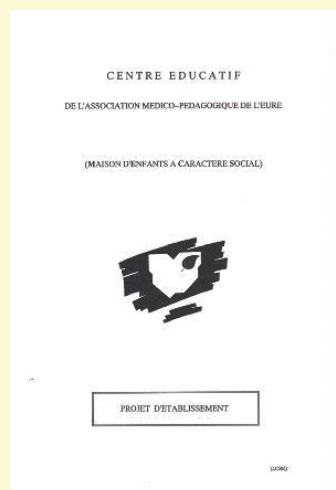 CENTRE EDUCATIF
DE L'ASSOCIATION MEDICO-PEDAGOGIQUE DE L'EURE
(MAISON D'ENFANTS A CARACTERE SOCIAL)
PROJET D'ETABLISSEMENT